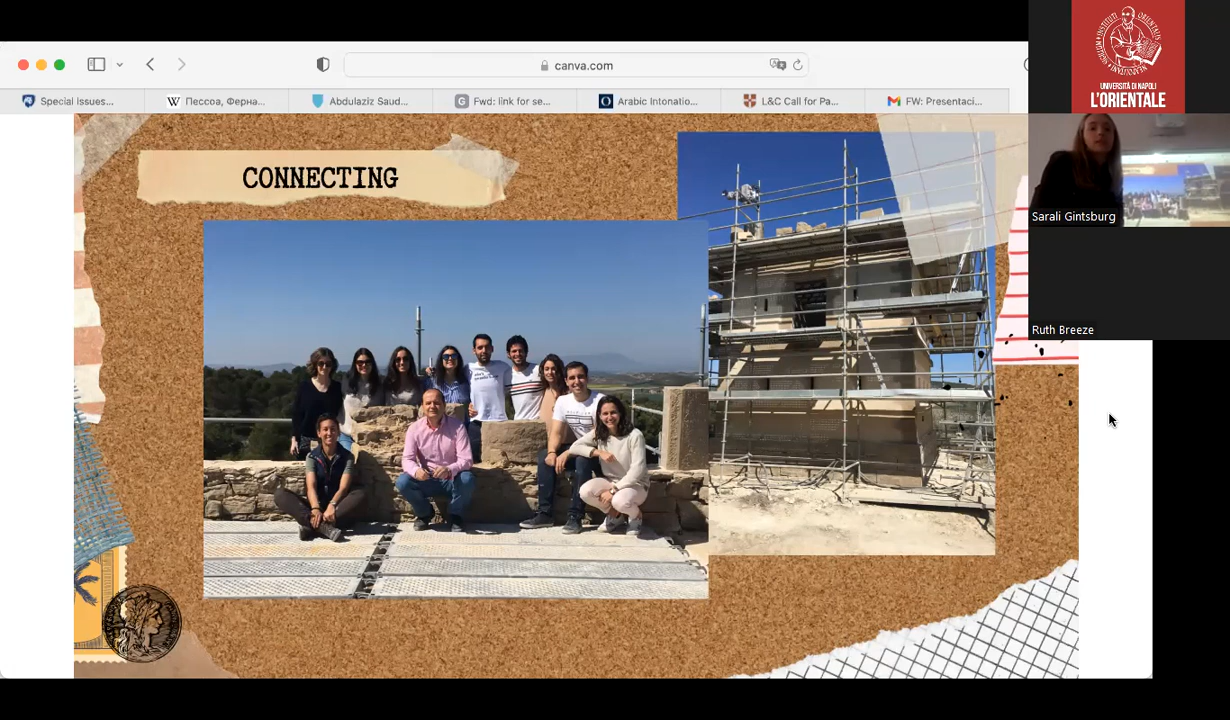 canva.com
Special Issues...
Пессоа, Ферна...
Abdulaziz Saud...
Fwd: link for se...
Arabic Intonatio...
L&C Call for Pa...
FW: Presentaci...
CONNECTING
UNIVERSITÀ DI NAPOLI
L'ORIENTALE
Sarali Gintsburg
Ruth Breeze